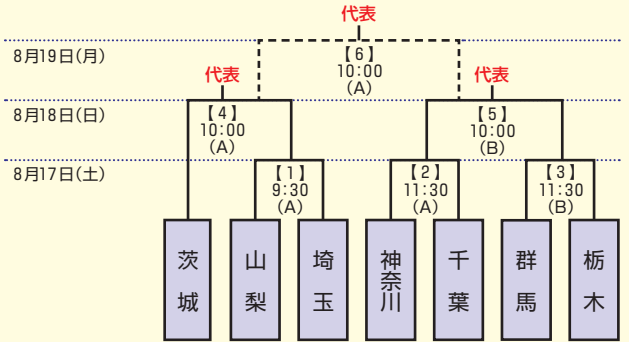 代表
8月19日(月)
【6】
10:00
(A)
代表
代表
8月18日(日)
【4】
10:00
(A)
【5】
10:00
(B)
8月17日(土)
【1】
9:30
(A)
【2】
11:30
(A)
【3】
11:30
(B)
茨城
山梨
埼玉
神奈川
千葉
群馬
栃木